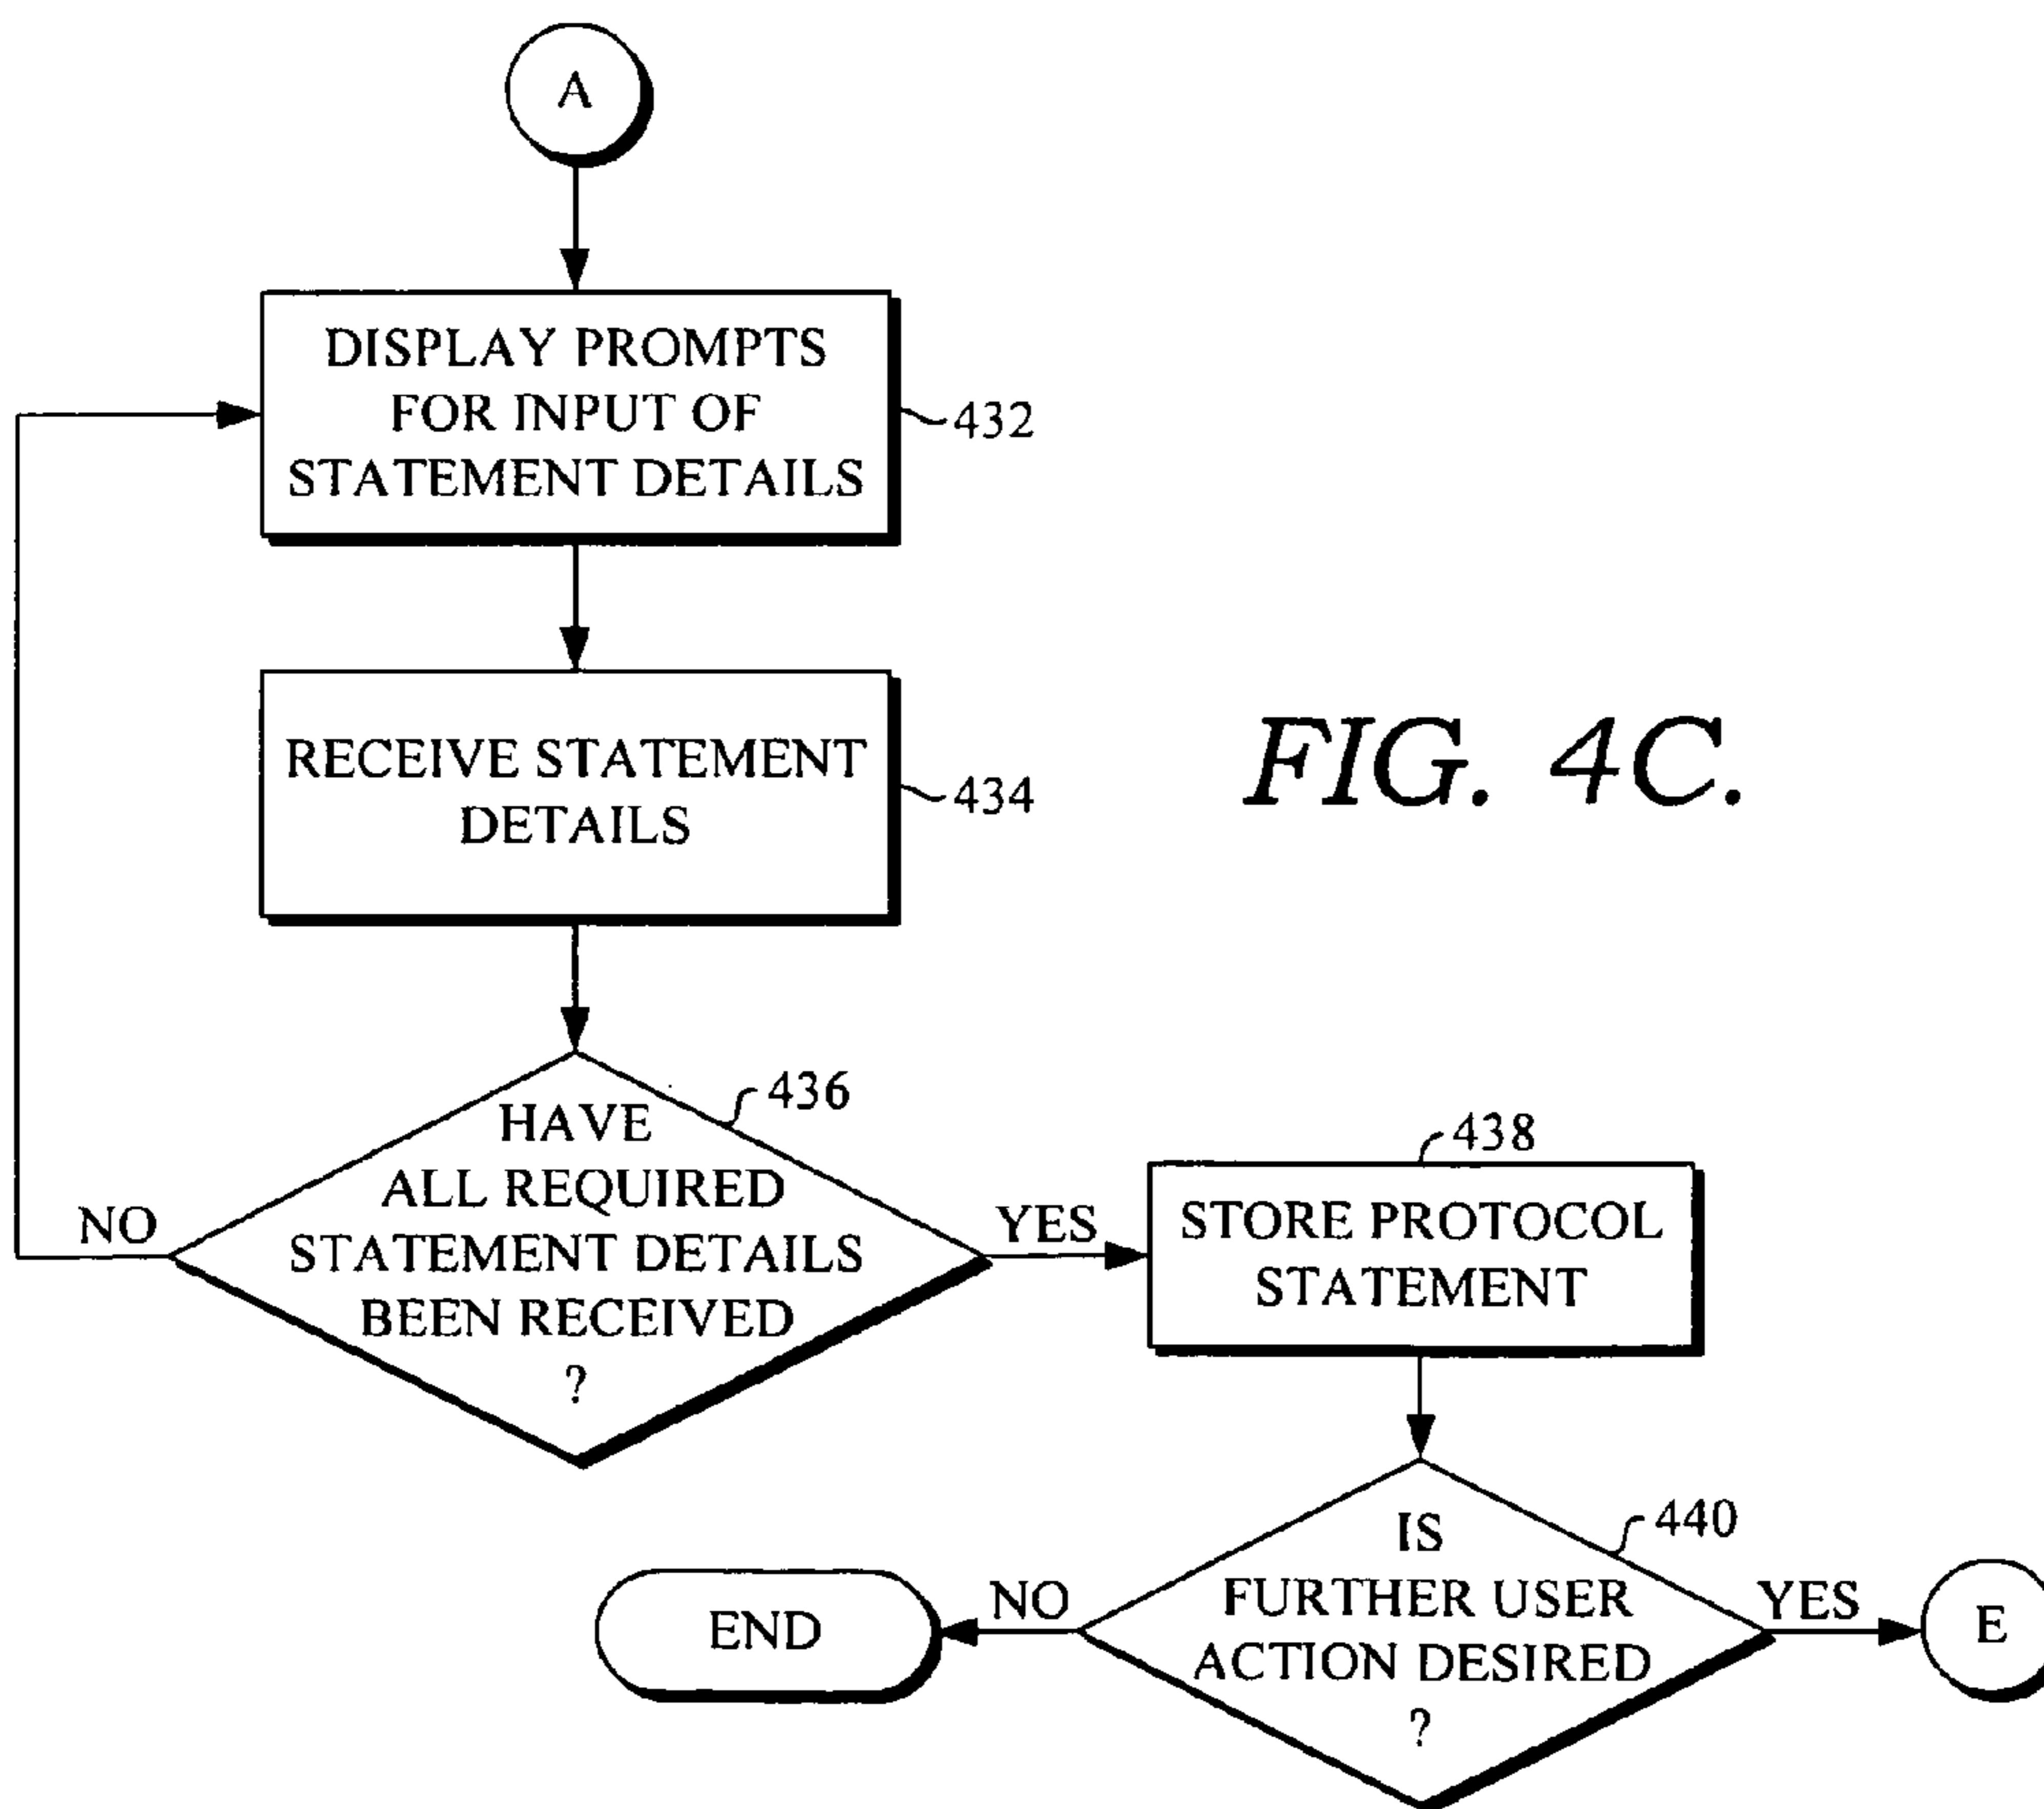 A
DISPLAY PROMPTS
FOR INPUT OF
STATEMENT DETAILS
432
RECEIVE STATEMENT
DETAILS
434
FIG. 4C.
HAVE
ALL REQUIRED
STATEMENT DETAILS
BEEN RECEIVED
?
436
NO
YES
438
STORE PROTOCOL
STATEMENT
IS
FURTHER USER
ACTION DESIRED
?
440
NO
END
YES
E